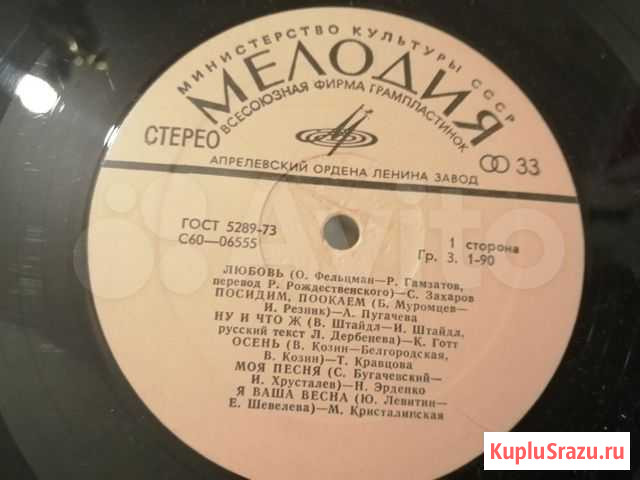 МИНИСТЕРСТВО КУЛЬТУРЫ СССР
МЕЛОДИЯ
ВСЕСОЮЗНАЯ ФИРМА ГРАМПЛАСТИНОК
СТЕРЕО
33
АПРЕЛЕВСКИЙ ОРДЕНА ЛЕНИНА ЗАВОД
ГОСТ 5289-73
С60—06555
1 сторона
Гр. 3. 1-90
ЛЮБОВЬ (О. Фельцман—Р. Гамзатов,
перевод Р. Рождественского)—С. Захаров
ПОСИДИМ, ПООКАЕМ (Б. Муромцев—
И. Резник)—А. Пугачева
НУ И ЧТО Ж (В. Штайдл—И. Штайдл,
русский текст Л. Дербенева)—К. Готт
ОСЕНЬ (В. Козин—Белгородская,
В. Козин)—Т. Кравцова
МОЯ ПЕСНЯ (С. Бугачевский—
И. Хрусталев)—Н. Эрденко
Я ВАША ВЕСНА (Ю. Левитин—
Е. Шевелева)—М. Кристалинская
Avito
KupluSrazu.ru